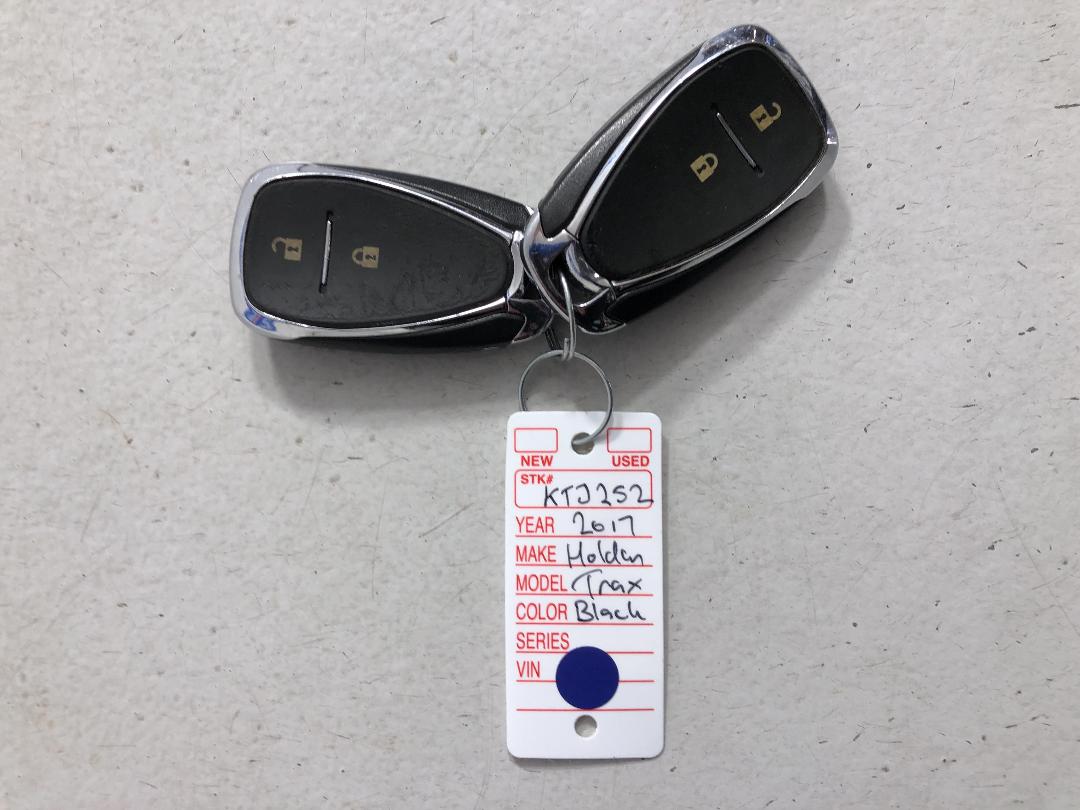 NEW USED
STK# KTJ252
YEAR 2017
MAKE Holden
MODEL Trax
COLOR Black
SERIES
VIN